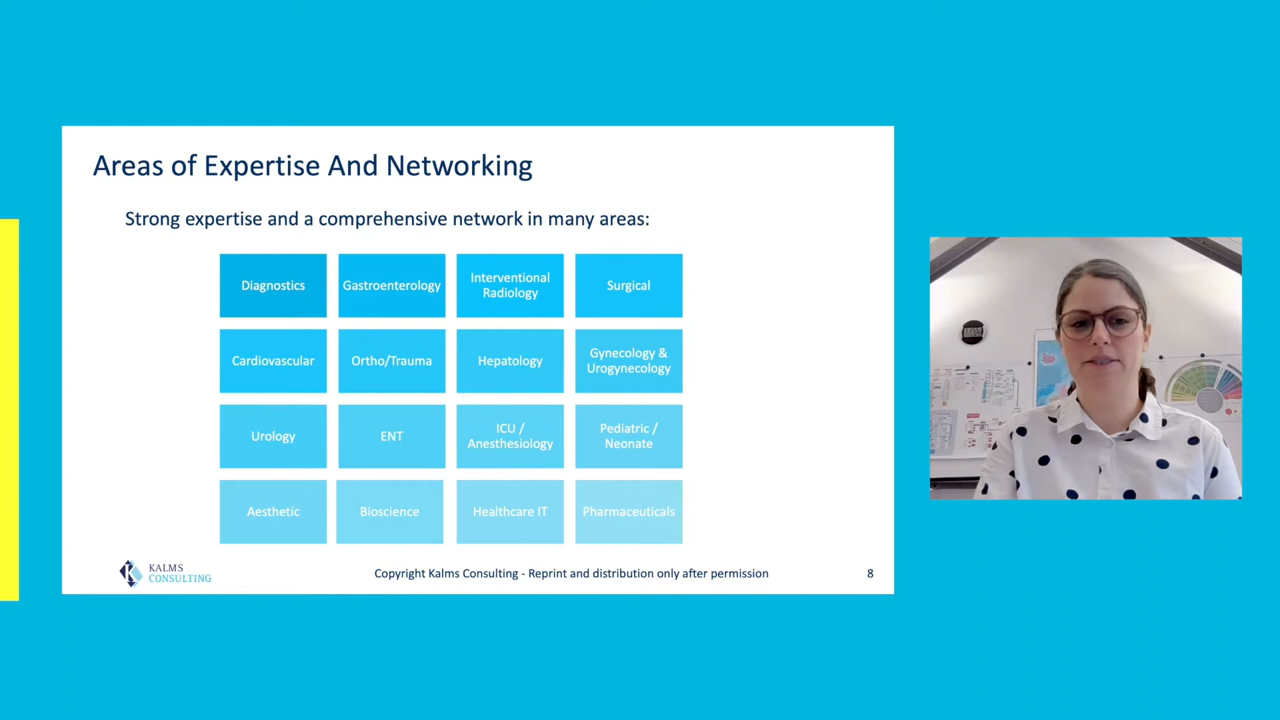 Areas of Expertise And Networking
Strong expertise and a comprehensive network in many areas:
Diagnostics
Gastroenterology
Interventional
Radiology
Surgical
Cardiovascular
Ortho/Trauma
Hepatology
Gynecology &
Urogynecology
Urology
ENT
ICU /
Anesthesiology
Pediatric /
Neonate
Aesthetic
Bioscience
Healthcare IT
Pharmaceuticals
KALMS
CONSULTING
Copyright Kalms Consulting - Reprint and distribution only after permission
8